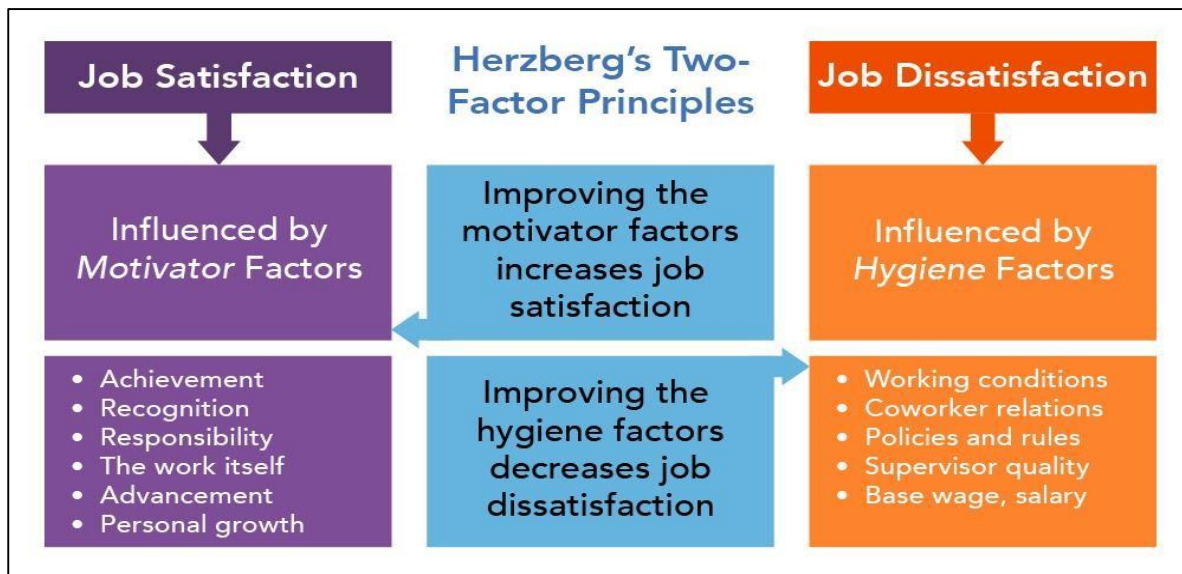 Job Satisfaction
Herzberg's Two-
Factor Principles
Job Dissatisfaction
Influenced by
Motivator Factors
Improving the
motivator factors
increases job
satisfaction
Influenced by
Hygiene Factors
• Achievement
• Recognition
• Responsibility
• The work itself
• Advancement
• Personal growth
Improving the
hygiene factors
decreases job
dissatisfaction
• Working conditions
• Coworker relations
• Policies and rules
• Supervisor quality
• Base wage, salary